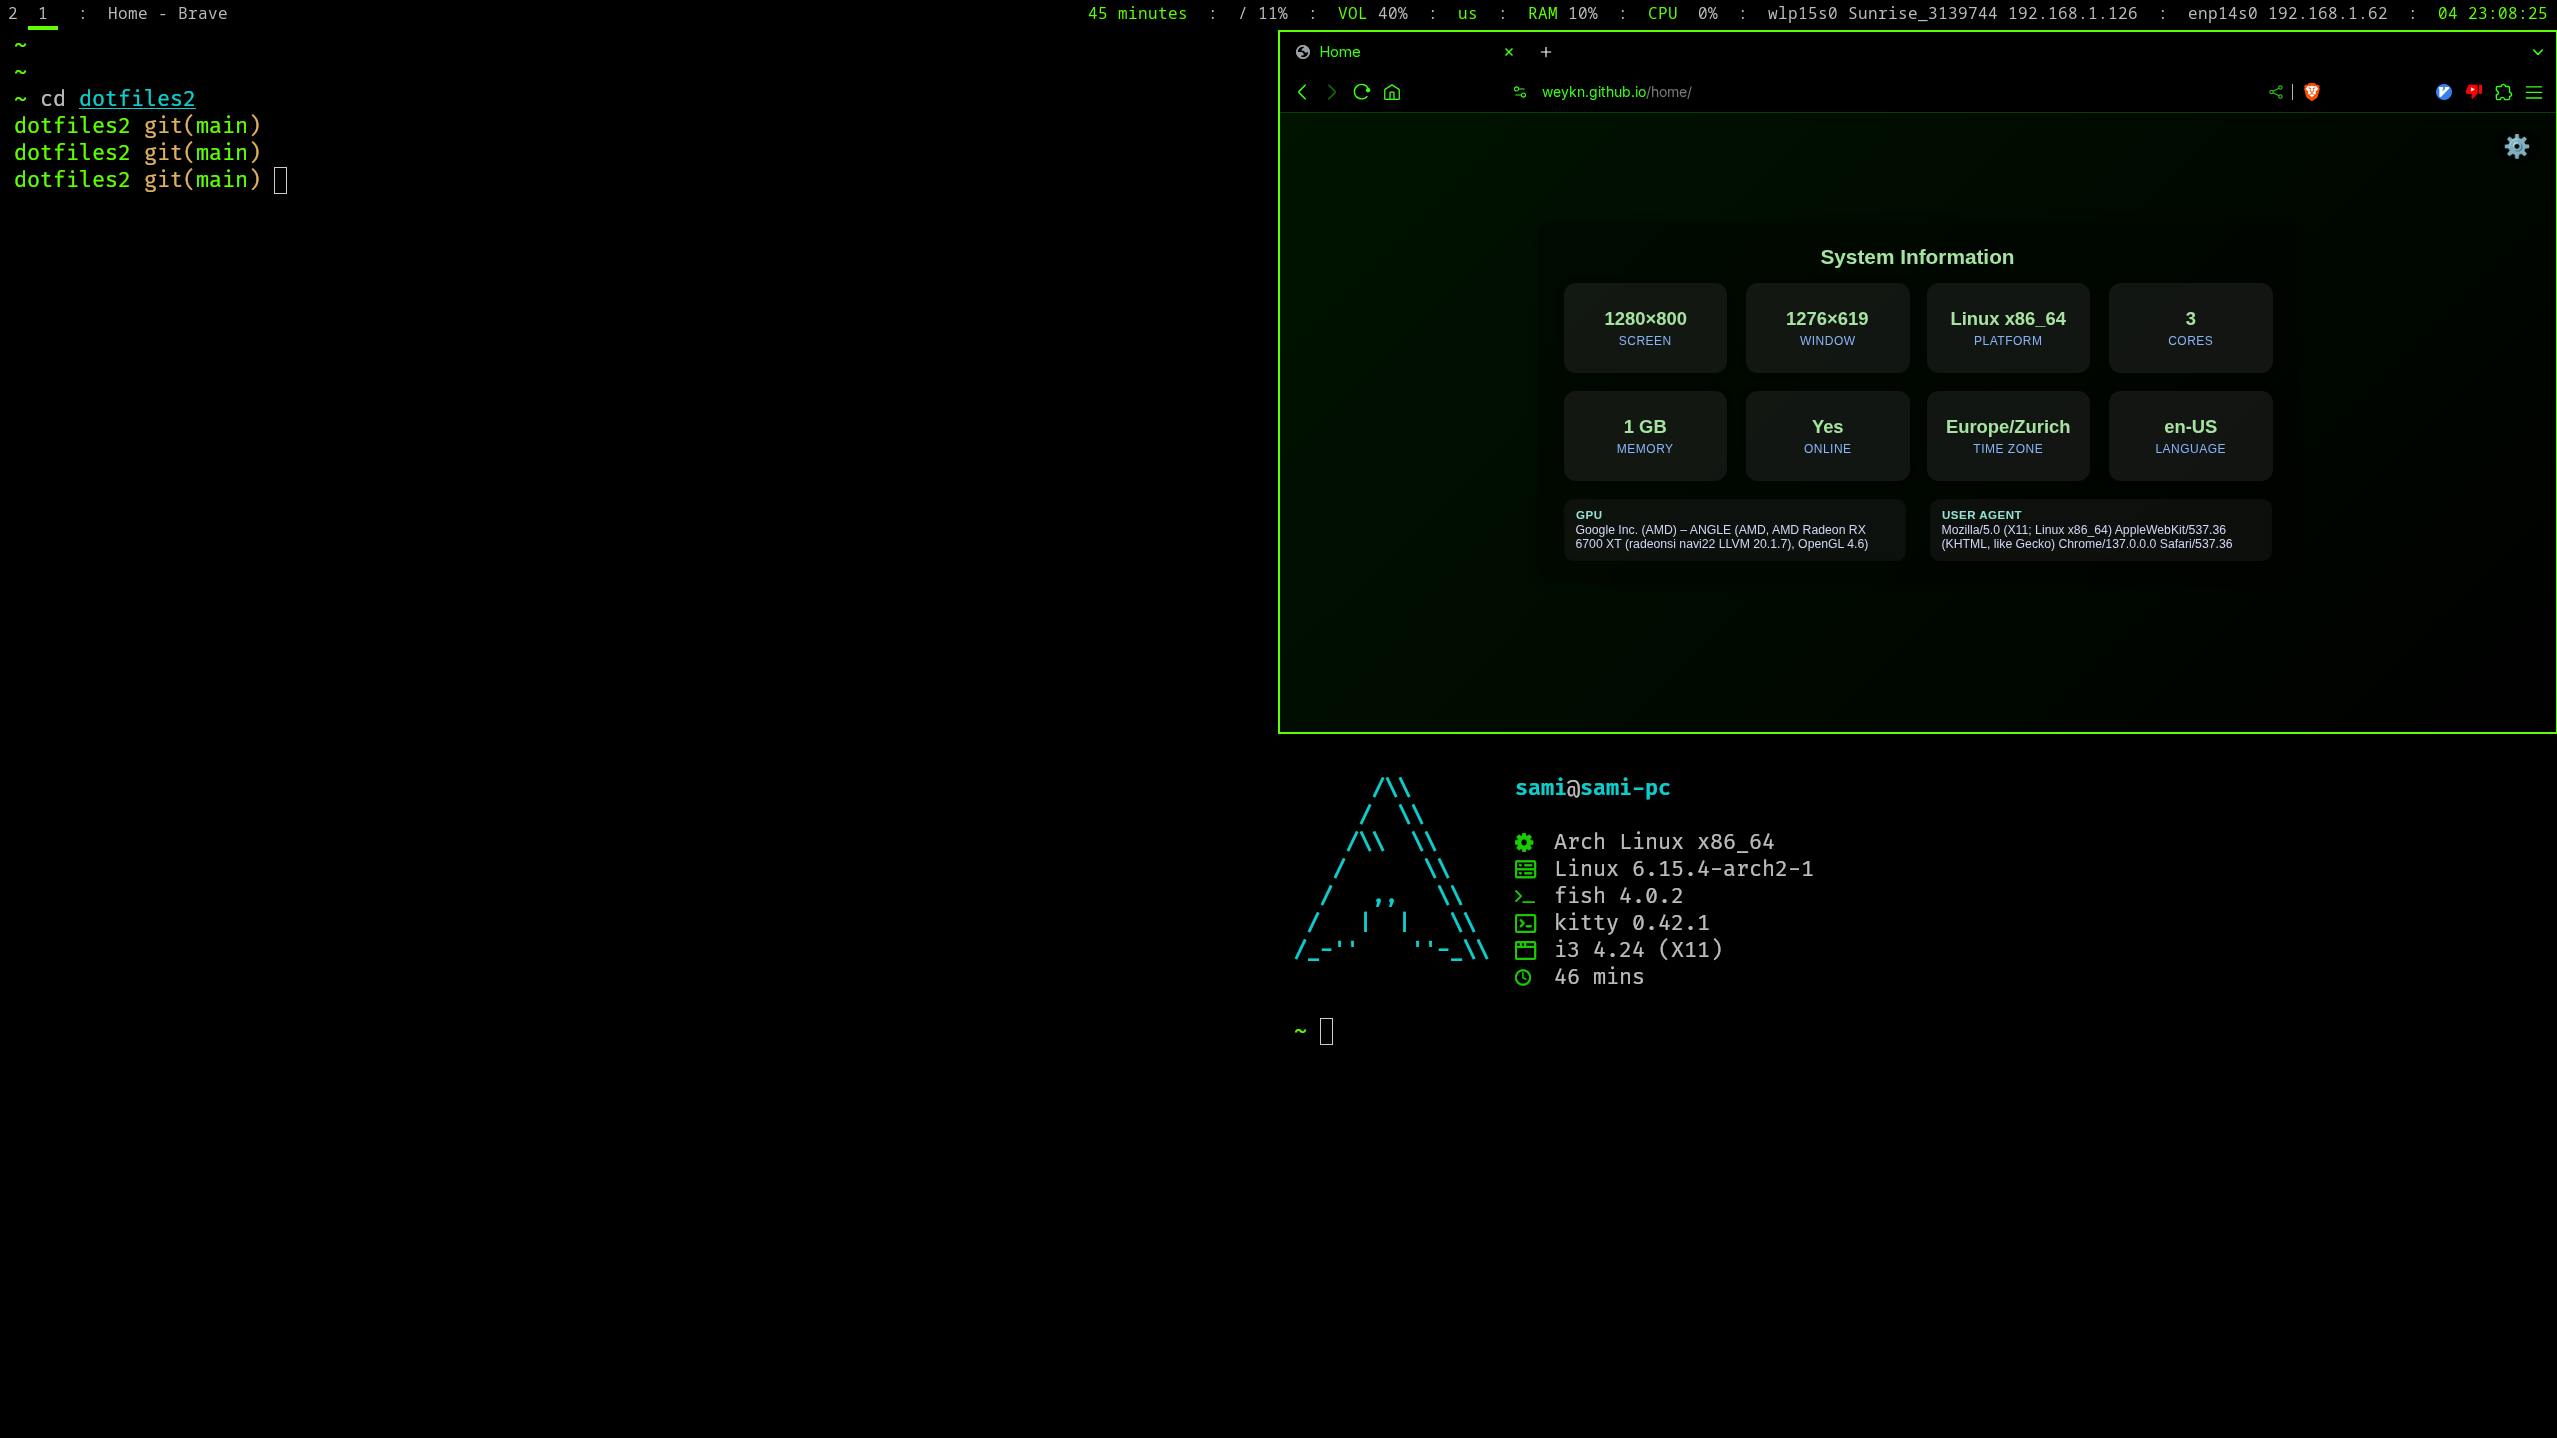 2 1 : Home - Brave 45 minutes : / 11% : VOL 40% : us : RAM 10% : CPU 0% : wlp15s0 Sunrise_3139744 192.168.1.126 : enp14s0 192.168.1.62 : 04 23:08:25
~
~
~ cd dotfiles2
dotfiles2 git(main)
dotfiles2 git(main)
dotfiles2 git(main)
Home
weykn.github.io/home/
System Information
1280×800
SCREEN
1276×619
WINDOW
Linux x86_64
PLATFORM
3
CORES
1 GB
MEMORY
Yes
ONLINE
Europe/Zurich
TIME ZONE
en-US
LANGUAGE
GPU
Google Inc. (AMD) – ANGLE (AMD, AMD Radeon RX
6700 XT (radeonsi navi22 LLVM 20.1.7), OpenGL 4.6)
USER AGENT
Mozilla/5.0 (X11; Linux x86_64) AppleWebKit/537.36
(KHTML, like Gecko) Chrome/137.0.0.0 Safari/537.36
sami@sami-pc
Arch Linux x86_64
Linux 6.15.4-arch2-1
fish 4.0.2
kitty 0.42.1
i3 4.24 (X11)
46 mins
~